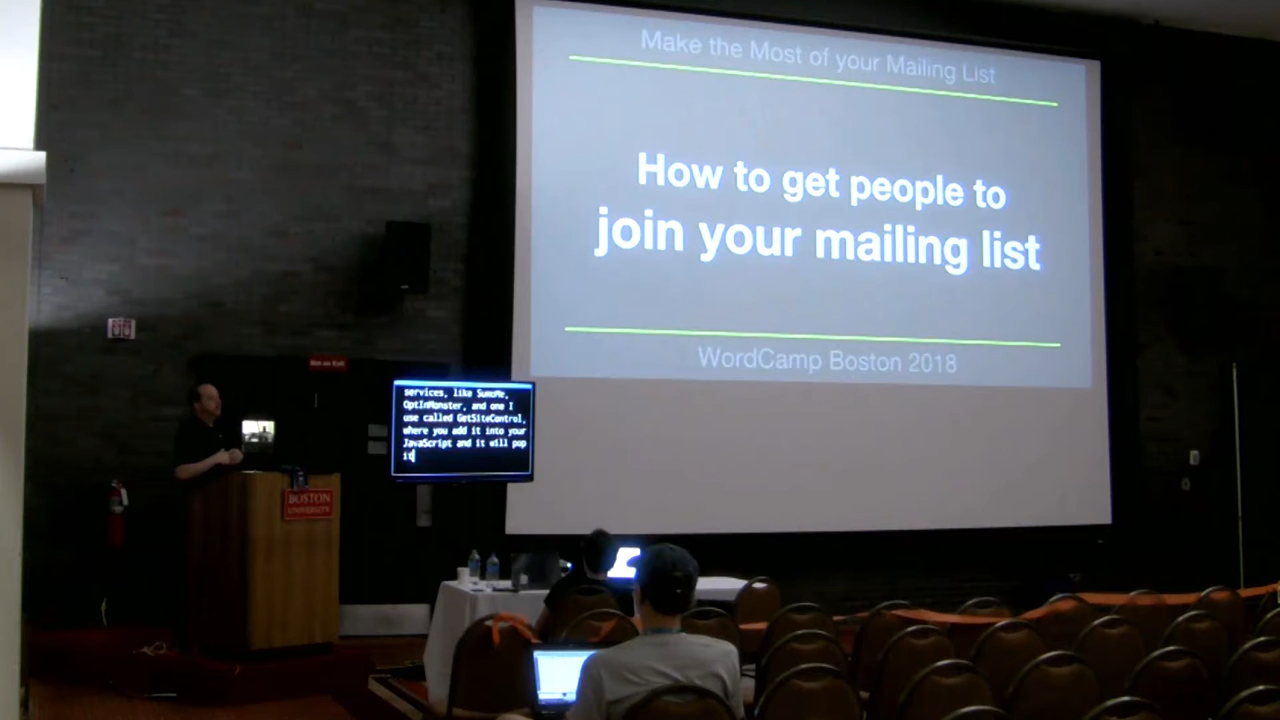 Make the Most of your Mailing List
How to get people to
join your mailing list
WordCamp Boston 2018
services, like SumoMe,
OptInMonster, and one I
use called GetSiteControl,
where you add it into your
JavaScript and it will pop
it
BOSTON
UNIVERSITY